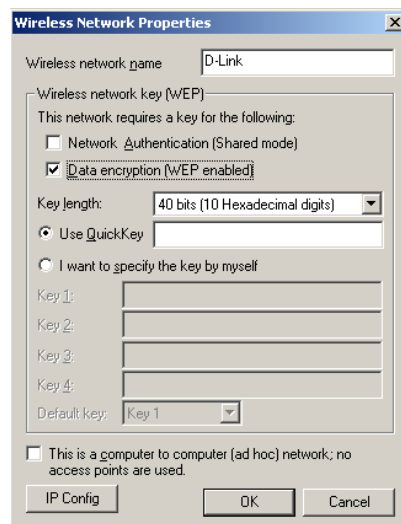 Wireless Network Properties
Wireless network name
D-Link
Wireless network key (WEP)
This network requires a key for the following:
Network Authentication (Shared mode)
Data encryption (WEP enabled)
Key length:
40 bits (10 Hexadecimal digits)
Use QuickKey
I want to specify the key by myself
Key 1:
Key 2:
Key 3:
Key 4:
Default key:
Key 1
This is a computer to computer (ad hoc) network; no
access points are used.
IP Config
OK
Cancel